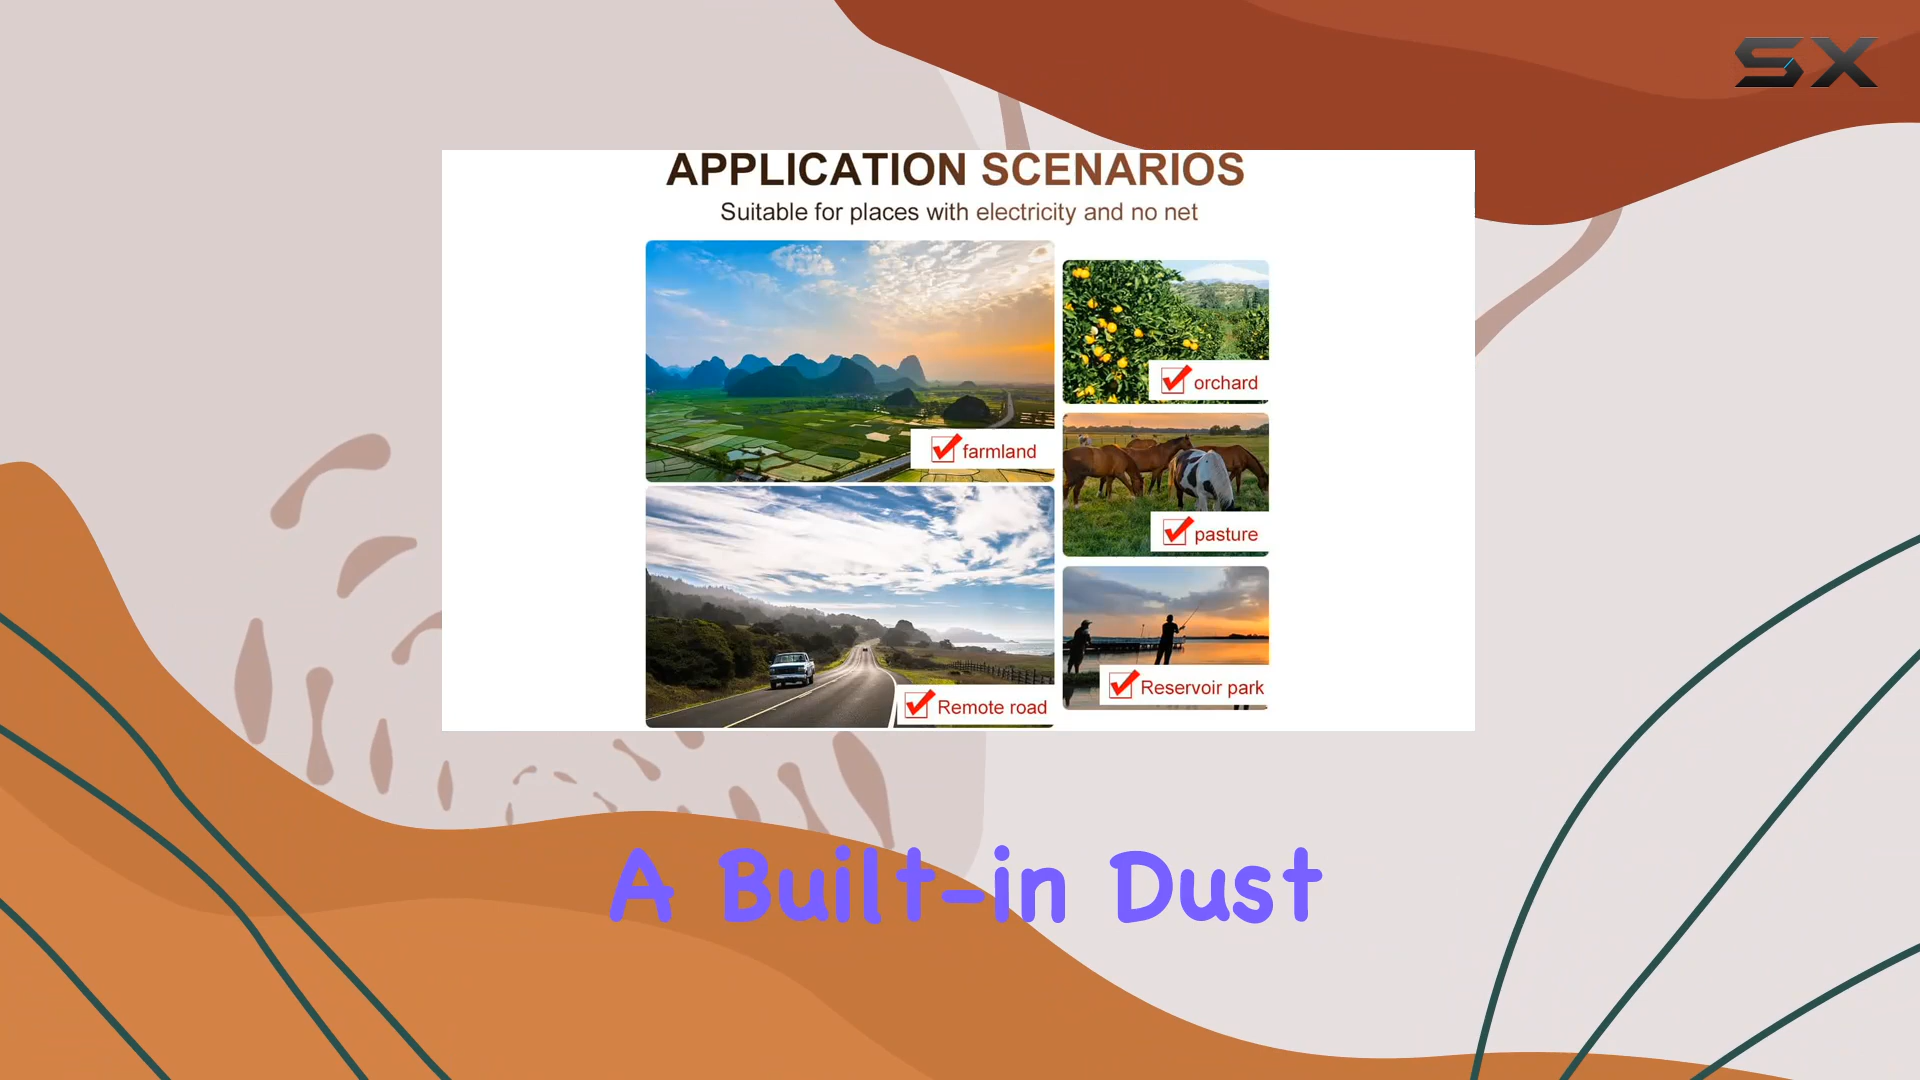 SX
APPLICATION SCENARIOS
Suitable for places with electricity and no net
farmland
orchard
pasture
Remote road
Reservoir park
A Built-in Dust